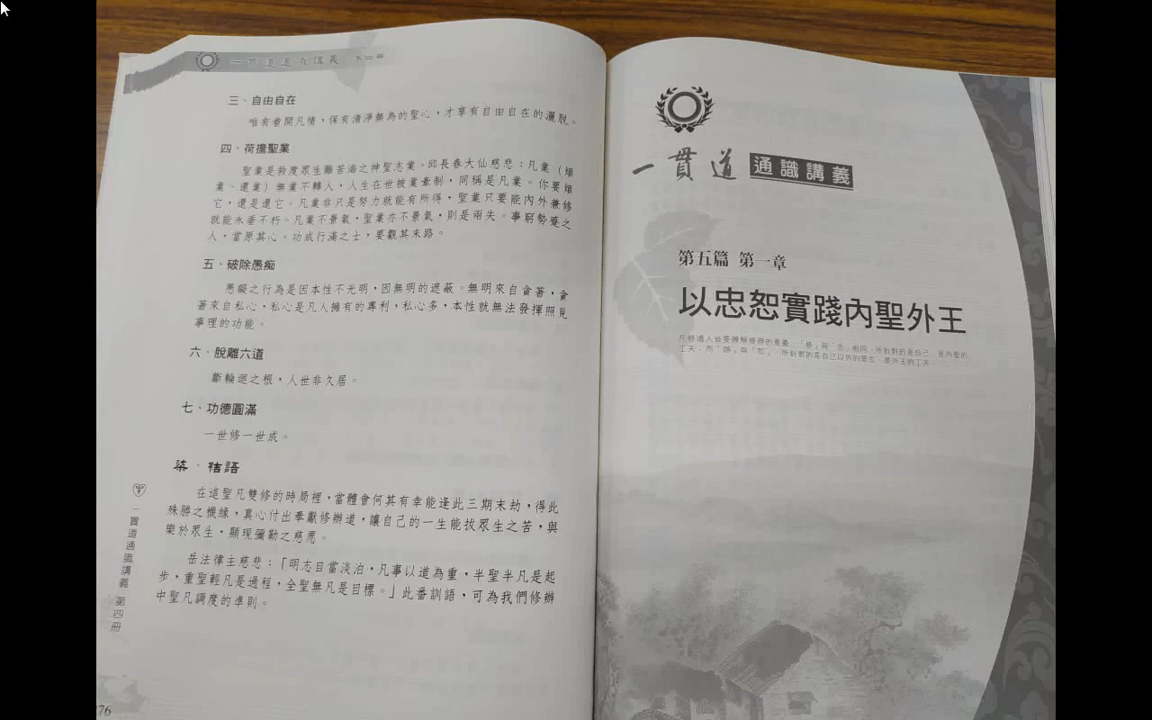 一貫道通識講義 第四冊
三、自由自在
唯有看開凡情，保有清淨無為的聖心，才享有自由自在的灑脫。
四、荷擔聖業
聖業是救度眾生離苦海之神聖志業。邱長春大仙慈悲：凡業（煩
業、還業）無業不轉人，人生在世被業牽制，同稱是凡業。你要煩
它，還是還它。凡業非只是努力就能有所得，聖業只要能內外兼修
就能永垂不朽。凡業不景氣，聖業亦不景氣，則是兩失。事窮勢蹙之
人，當原其心。功成行滿之士，要觀其末路。
五、破除愚痴
愚癡之行為是因本性不光明，因無明的遮蔽。無明來自貪著，貪
著來自私心，私心是凡人擁有的專利，私心多，本性就無法發揮照見
事理的功能。
六、脫離六道
斷輪迴之根，人世非久居。
七、功德圓滿
一世修一世成。
柒、結語
在這聖凡雙修的時局裡，當體會何其有幸能逢此三期末劫，得此
殊勝之機緣，真心付出奉獻修辦道，讓自己的一生能拔眾生之苦，與
樂於眾生，顯現彌勒之慈愿。
岳法律主慈悲：「明志目當淡泊，凡事以道為重，半聖半凡是起
步，重聖輕凡是過程，全聖無凡是目標。」此番訓語，可為我們修辦
中聖凡調度的準則。
一貫道通識講義 第四冊
76
一貫道 通識講義
第五篇 第一章
以忠恕實踐內聖外王